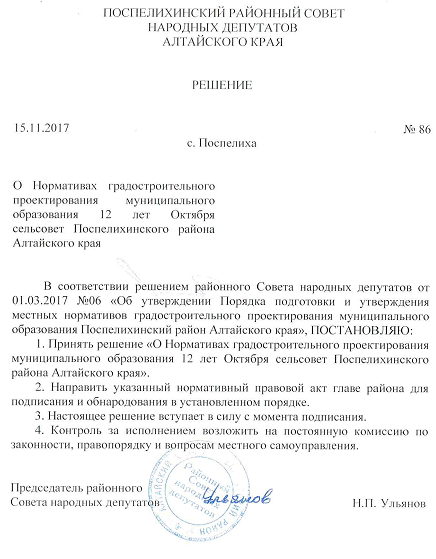 ПОСПЕЛИХИНСКИЙ РАЙОННЫЙ СОВЕТ
НАРОДНЫХ ДЕПУТАТОВ
АЛТАЙСКОГО КРАЯ
РЕШЕНИЕ
15.11.2017 № 86
с. Поспелиха
О Нормативах градостроительного
проектирования муниципального
образования 12 лет Октября
сельсовет Поспелихинского района
Алтайского края
В соответствии решением районного Совета народных депутатов от
01.03.2017 №06 «Об утверждении Порядка подготовки и утверждения
местных нормативов градостроительного проектирования муниципального
образования Поспелихинский район Алтайского края», ПОСТАНОВЛЯЮ:
1. Принять решение «О Нормативах градостроительного проектирования
муниципального образования 12 лет Октября сельсовет Поспелихинского
района Алтайского края».
2. Направить указанный нормативный правовой акт главе района для
подписания и обнародования в установленном порядке.
3. Настоящее решение вступает в силу с момента подписания.
4. Контроль за исполнением возложить на постоянную комиссию по
законности, правопорядку и вопросам местного самоуправления.
Председатель районного
Совета народных депутатов Н.П. Ульянов
Районный
Совет
народных
депутатов
Ульянов